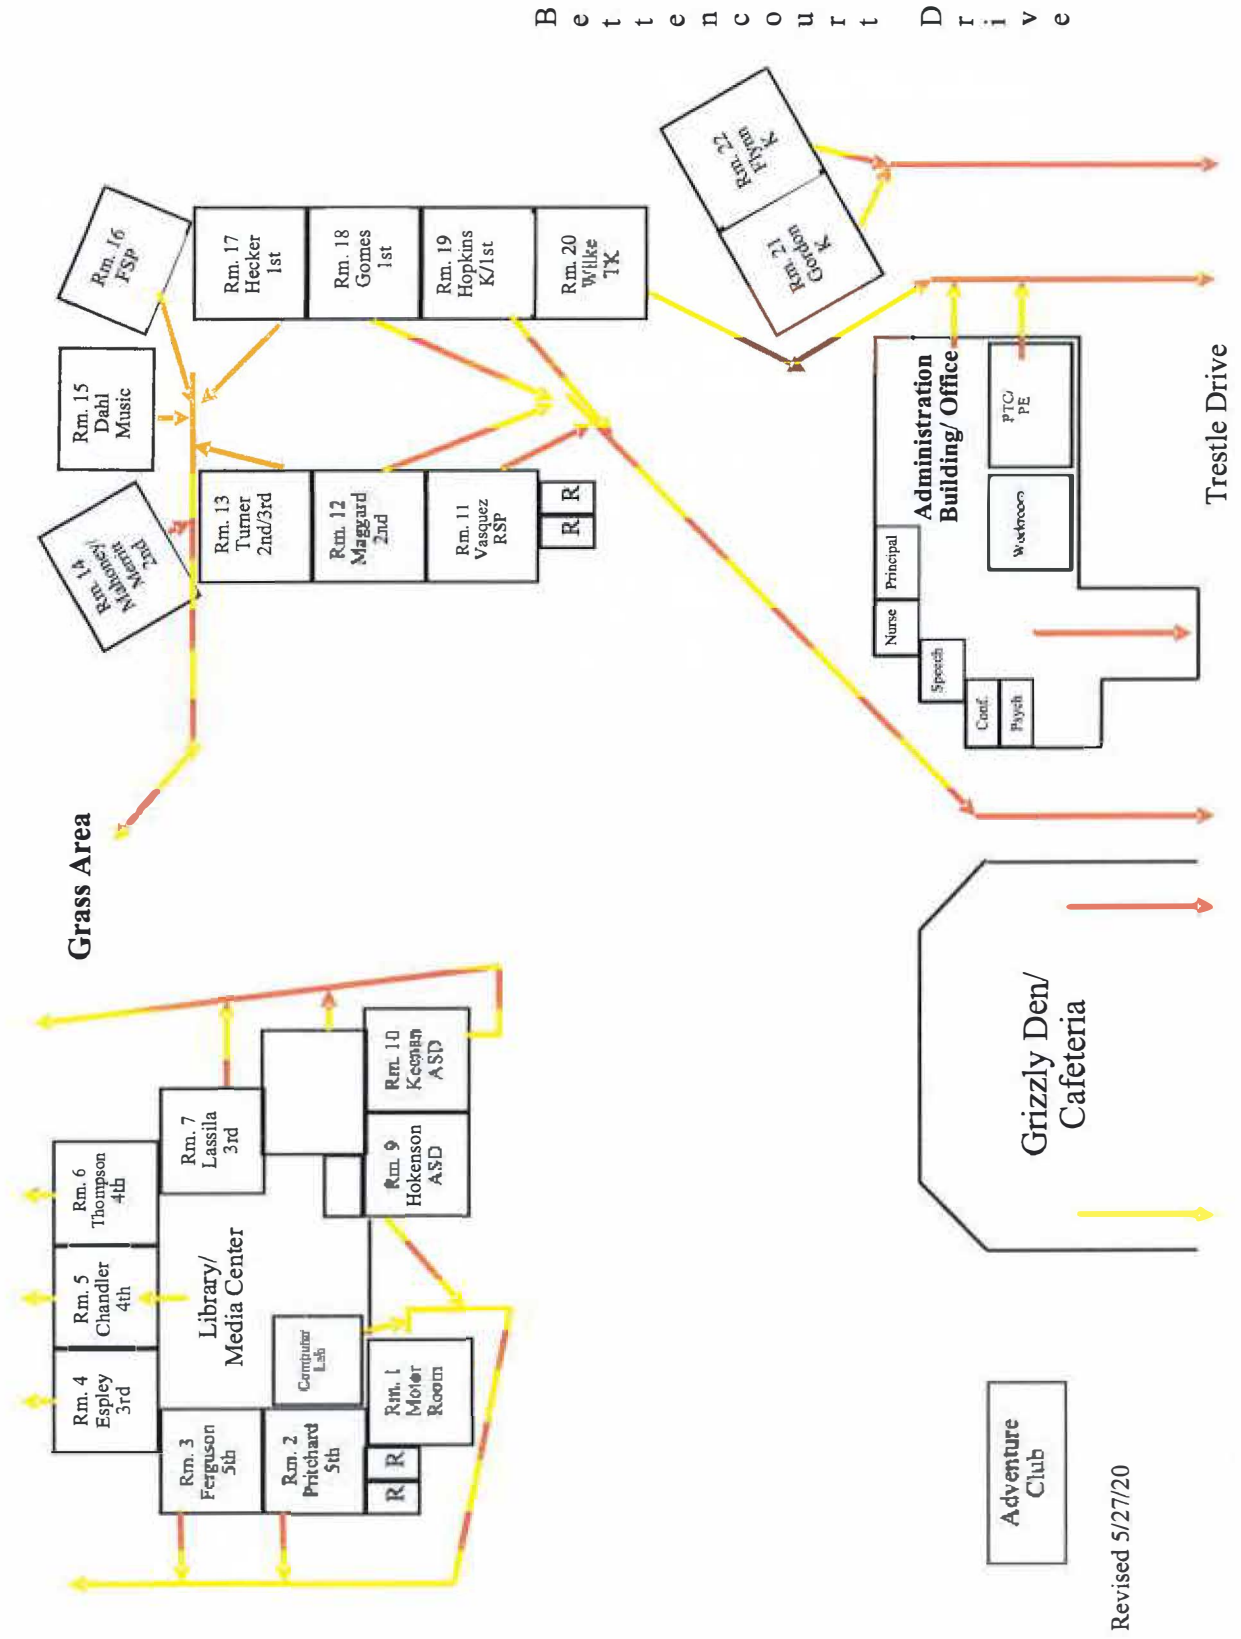 Bettencourt Drive
Rm. 16
FSP
Rm. 15
Dahl
Music
Rm. 14
Mahoney/
2nd
Rm. 17
Hecker
1st
Rm. 18
Gomes
1st
Rm. 19
Hopkins
K/1st
Rm. 20
Wilke
TK
Rm. 22
Flynn
K
Rm. 21
Gordon
K
Rm. 13
Turner
2nd/3rd
Rm. 12
Maggard
2nd
Rm. 11
Vasquez
RSP
R
R
Administration
Building/ Office
PTC/
PE
Workroom
Principal
Nurse
Speech
Conf.
Psych
Trestle Drive
Grass Area
Rm. 6
Thompson
4th
Rm. 5
Chandler
4th
Rm. 4
Espley
3rd
Rm. 7
Lassila
3rd
Library/
Media Center
Rm. 3
Ferguson
5th
Rm. 2
Pritchard
5th
Computer
Lab
Rm. 10
Keenan
ASD
Rm. 9
Hokenson
ASD
Rm. 1
Motor
Room
R
R
Grizzly Den/
Cafeteria
Adventure
Club
Revised 5/27/20